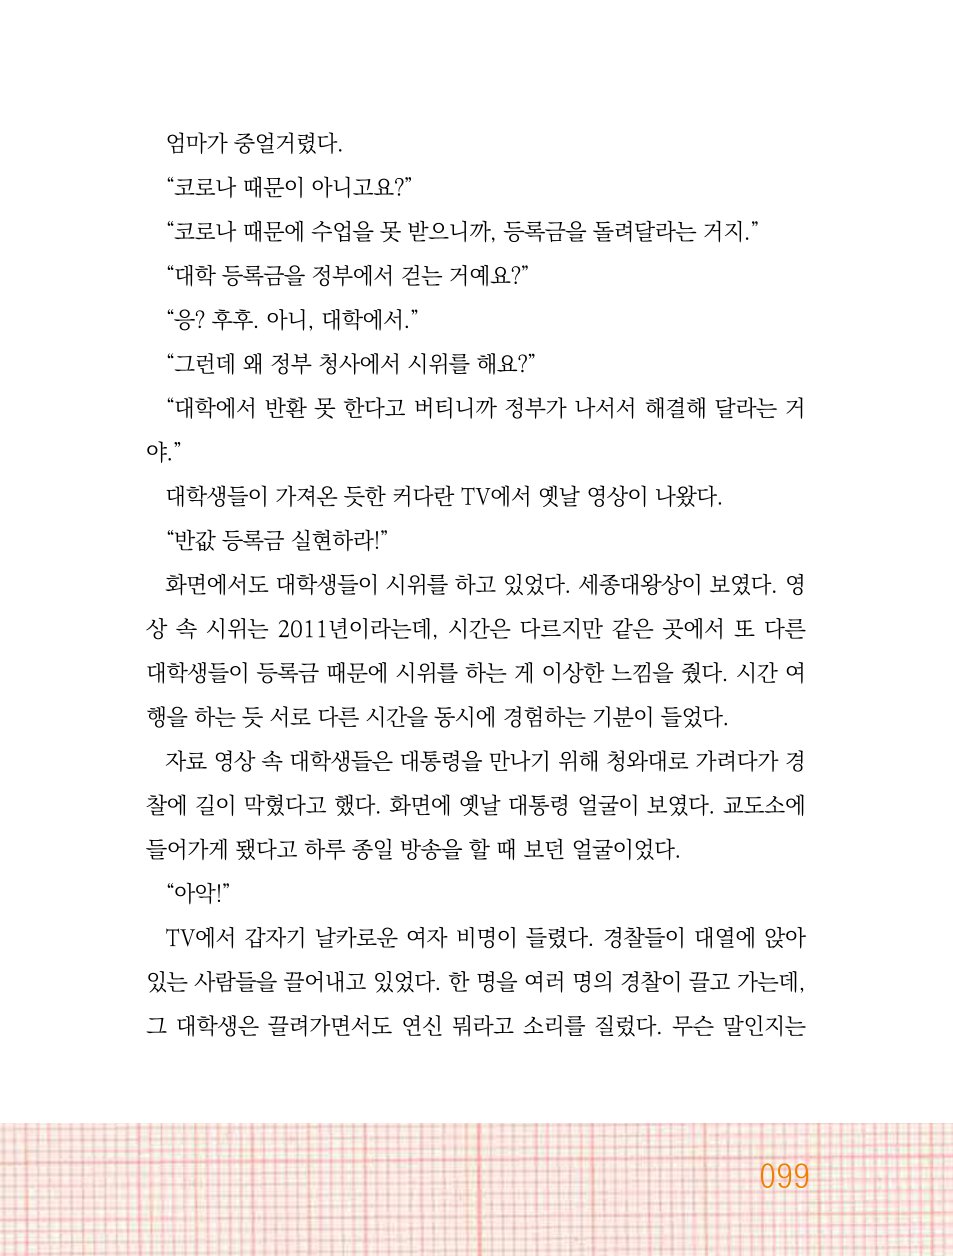 엄마가 중얼거렸다.
“코로나 때문이 아니고요?”
“코로나 때문에 수업을 못 받으니까, 등록금을 돌려달라는 거지.”
“대학 등록금을 정부에서 걷는 거예요?”
“응? 후후. 아니, 대학에서.”
“그런데 왜 정부 청사에서 시위를 해요?”
“대학에서 반환 못 한다고 버티니까 정부가 나서서 해결해 달라는 거
야.”
대학생들이 가져온 듯한 커다란 TV에서 옛날 영상이 나왔다.
“반값 등록금 실현하라!”
화면에서도 대학생들이 시위를 하고 있었다. 세종대왕상이 보였다. 영
상 속 시위는 2011년이라는데, 시간은 다르지만 같은 곳에서 또 다른
대학생들이 등록금 때문에 시위를 하는 게 이상한 느낌을 줬다. 시간 여
행을 하는 듯 서로 다른 시간을 동시에 경험하는 기분이 들었다.
자료 영상 속 대학생들은 대통령을 만나기 위해 청와대로 가려다가 경
찰에 길이 막혔다고 했다. 화면에 옛날 대통령 얼굴이 보였다. 교도소에
들어가게 됐다고 하루 종일 방송을 할 때 보던 얼굴이었다.
“아악!”
TV에서 갑자기 날카로운 여자 비명이 들렸다. 경찰들이 대열에 앉아
있는 사람들을 끌어내고 있었다. 한 명을 여러 명의 경찰이 끌고 가는데,
그 대학생은 끌려가면서도 연신 뭐라고 소리를 질렀다. 무슨 말인지는
099